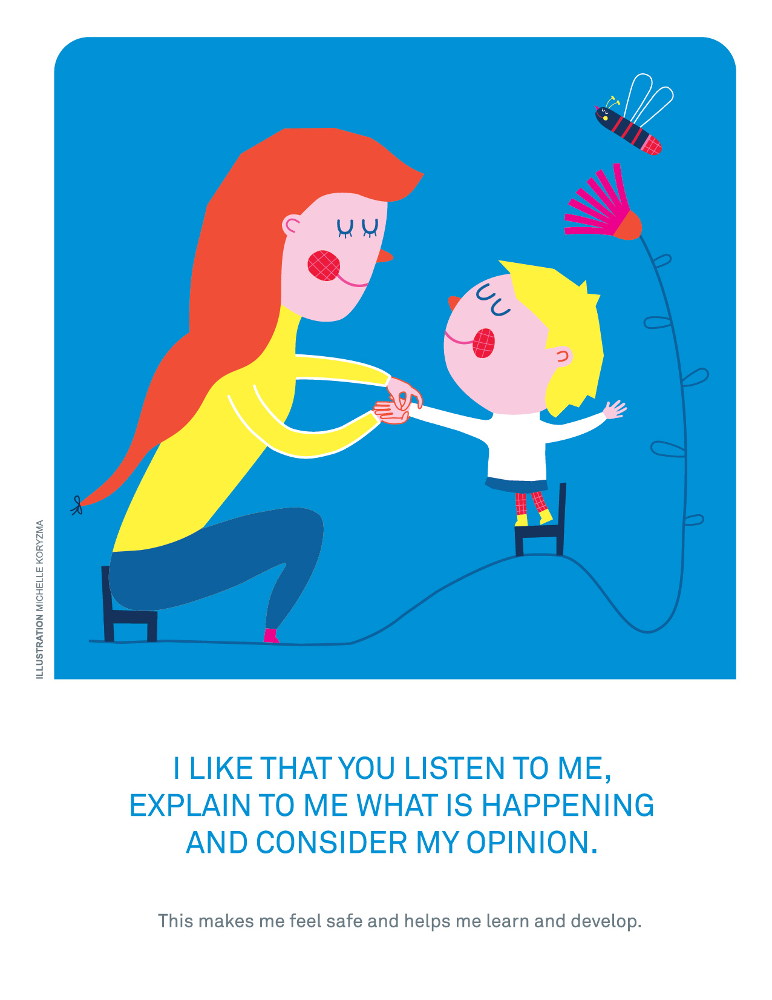 ILLUSTRATION MICHELLE KORYZMA
I LIKE THAT YOU LISTEN TO ME,
EXPLAIN TO ME WHAT IS HAPPENING
AND CONSIDER MY OPINION.
This makes me feel safe and helps me learn and develop.